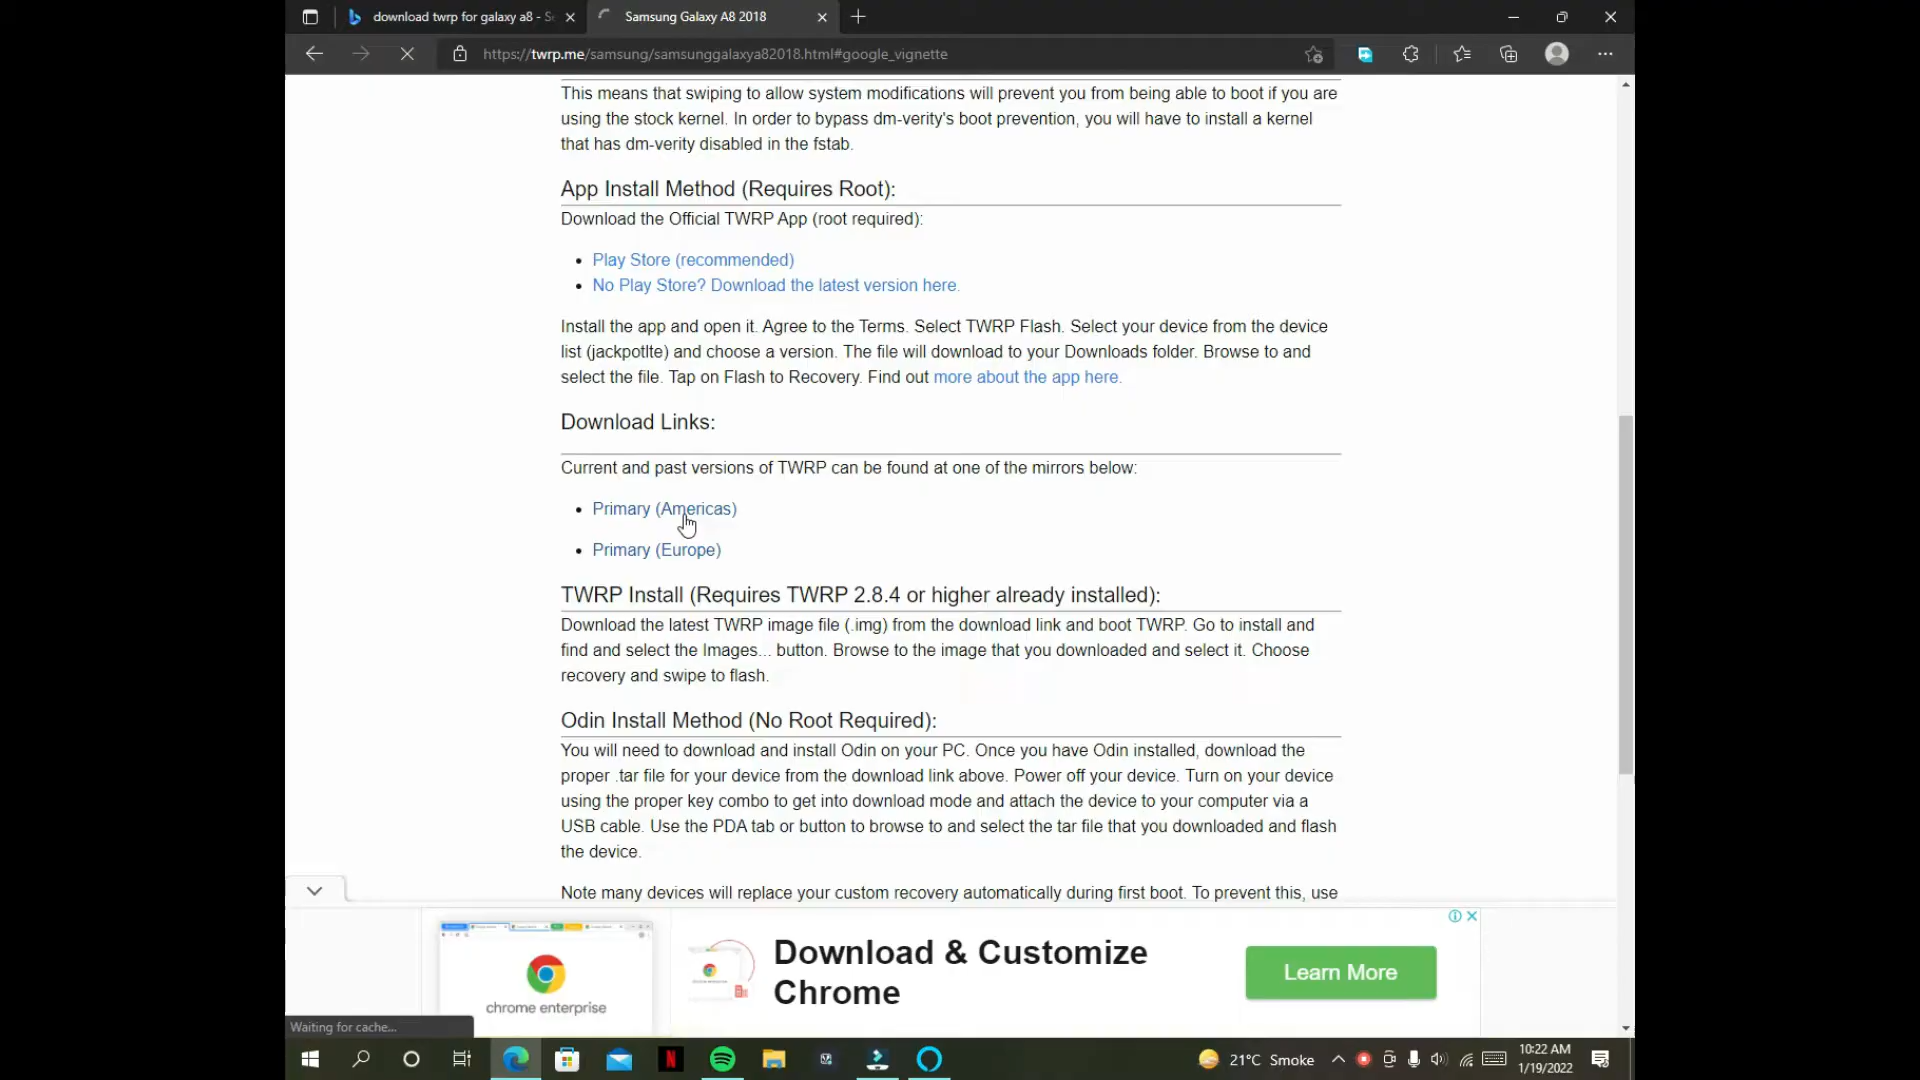 download twrp for galaxy a8 - Se
Samsung Galaxy A8 2018
https://twrp.me/samsung/samsunggalaxya82018.html#google_vignette
This means that swiping to allow system modifications will prevent you from being able to boot if you are
using the stock kernel. In order to bypass dm-verity's boot prevention, you will have to install a kernel
that has dm-verity disabled in the fstab.
App Install Method (Requires Root):
Download the Official TWRP App (root required):
• Play Store (recommended)
• No Play Store? Download the latest version here.
Install the app and open it. Agree to the Terms. Select TWRP Flash. Select your device from the device
list (jackpotlte) and choose a version. The file will download to your Downloads folder. Browse to and
select the file. Tap on Flash to Recovery. Find out more about the app here.
Download Links:
Current and past versions of TWRP can be found at one of the mirrors below:
• Primary (Americas)
• Primary (Europe)
TWRP Install (Requires TWRP 2.8.4 or higher already installed):
Download the latest TWRP image file (.img) from the download link and boot TWRP. Go to install and
find and select the Images... button. Browse to the image that you downloaded and select it. Choose
recovery and swipe to flash.
Odin Install Method (No Root Required):
You will need to download and install Odin on your PC. Once you have Odin installed, download the
proper .tar file for your device from the download link above. Power off your device. Turn on your device
using the proper key combo to get into download mode and attach the device to your computer via a
USB cable. Use the PDA tab or button to browse to and select the tar file that you downloaded and flash
the device.
Note many devices will replace your custom recovery automatically during first boot. To prevent this, use
chrome enterprise
Download & Customize
Chrome
Learn More
Waiting for cache...
21°C Smoke
10:22 AM
1/19/2022